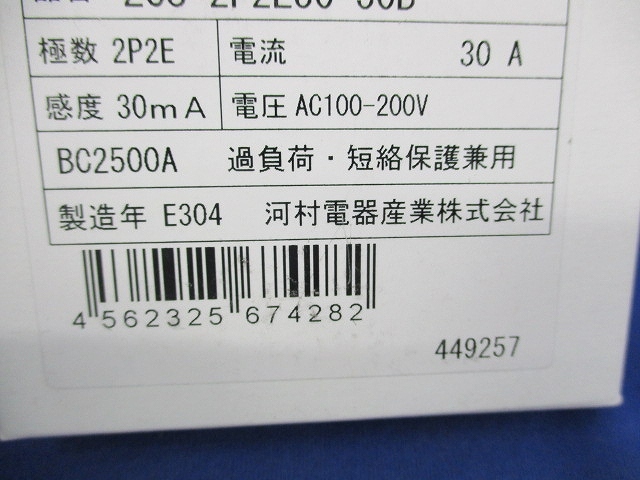 極数 2P2E 電流 30 A
感度 30mA 電圧 AC100-200V
BC2500A 過負荷・短絡保護兼用
製造年 E304 河村電器産業株式会社
4 562325 674282
449257